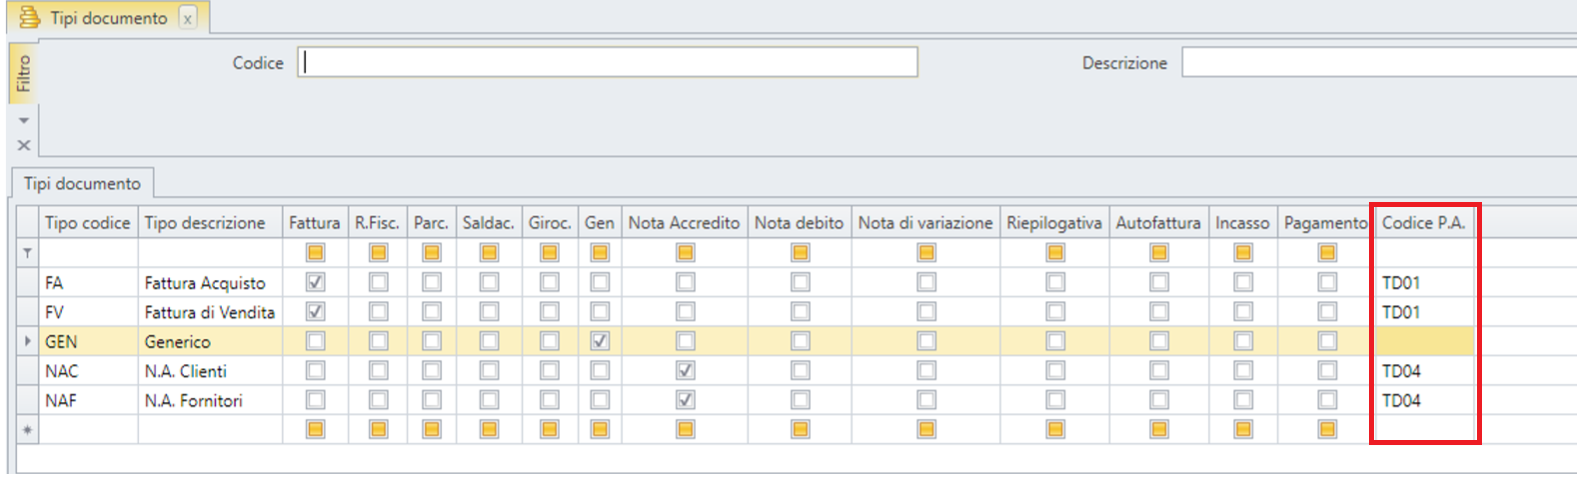 Tipi documento x
Filtro
Codice Descrizione
Tipi documento
Tipo codice Tipo descrizione Fattura R.Fisc. Parc. Saldac. Giroc. Gen Nota Accredito Nota debito Nota di variazione Riepilogativa Autofattura Incasso Pagamento Codice P.A.
FA Fattura Acquisto TD01
FV Fattura di Vendita TD01
GEN Generico
NAC N.A. Clienti TD04
NAF N.A. Fornitori TD04